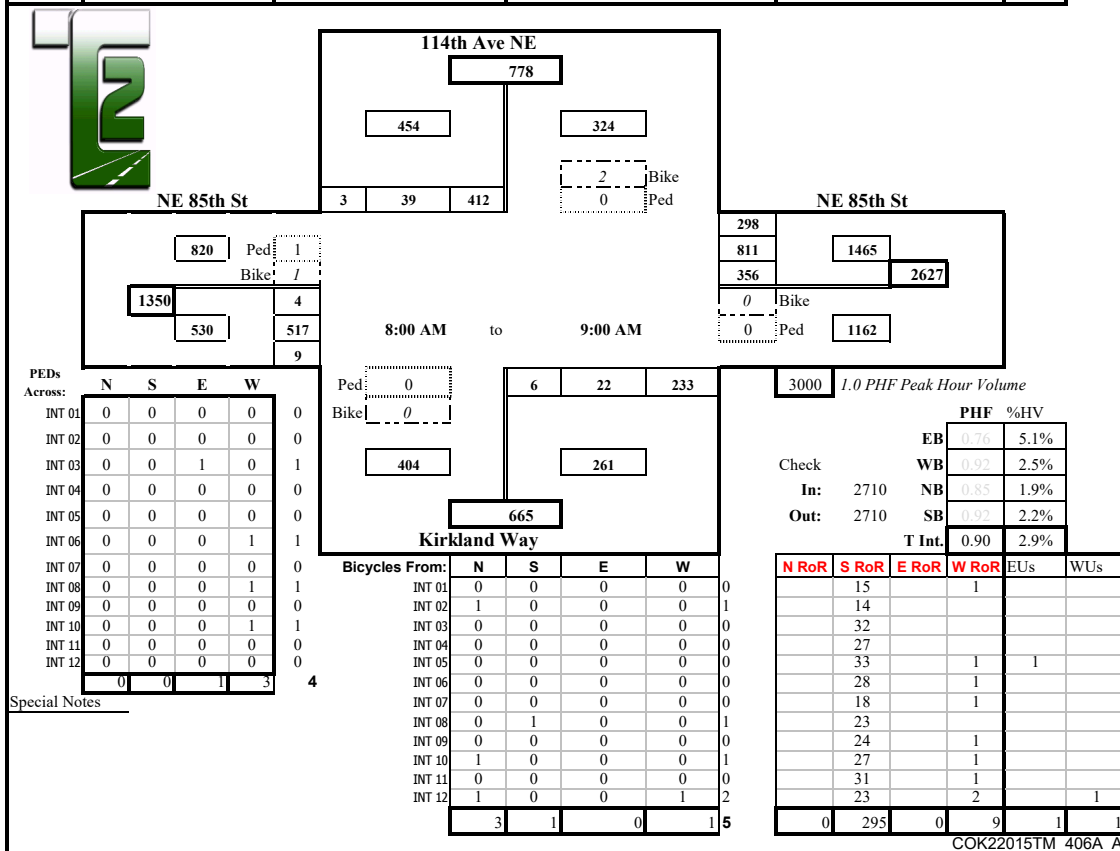 T2
114th Ave NE
778
454 324
2 Bike
0 Ped
NE 85th St 3 39 412 NE 85th St
298
820 Ped 1 811 1465
Bike 1 356 2627
1350 4 0 Bike
530 517 8:00 AM to 9:00 AM 0 Ped 1162
9
PEDs Across: N S E W Ped 0 6 22 233 3000 1.0 PHF Peak Hour Volume
INT 01 0 0 0 0 0 Bike 0 PHF %HV
INT 02 0 0 0 0 0 EB 0.76 5.1%
INT 03 0 0 1 0 1 404 261 Check WB 0.92 2.5%
INT 04 0 0 0 0 0 In: 2710 NB 0.85 1.9%
INT 05 0 0 0 0 0 665 Out: 2710 SB 0.92 2.2%
INT 06 0 0 0 1 1 Kirkland Way T Int. 0.90 2.9%
INT 07 0 0 0 0 0 Bicycles From: N S E W N RoR S RoR E RoR W RoR EUs WUs
INT 08 0 0 0 1 1 INT 01 0 0 0 0 0 15 1
INT 09 0 0 0 0 0 INT 02 1 0 0 0 1 14
INT 10 0 0 0 1 1 INT 03 0 0 0 0 0 32
INT 11 0 0 0 0 0 INT 04 0 0 0 0 0 27
INT 12 0 0 0 0 0 INT 05 0 0 0 0 0 33 1 1
0 0 1 3 4 INT 06 0 0 0 0 0 28 1
Special Notes INT 07 0 0 0 0 0 18 1
INT 08 0 1 0 0 1 23
INT 09 0 0 0 0 0 24 1
INT 10 1 0 0 0 1 27 1
INT 11 0 0 0 0 0 31 1
INT 12 1 0 0 1 2 23 2 1
3 1 0 1 5 0 295 0 9 1 1
COK22015TM_406A_A